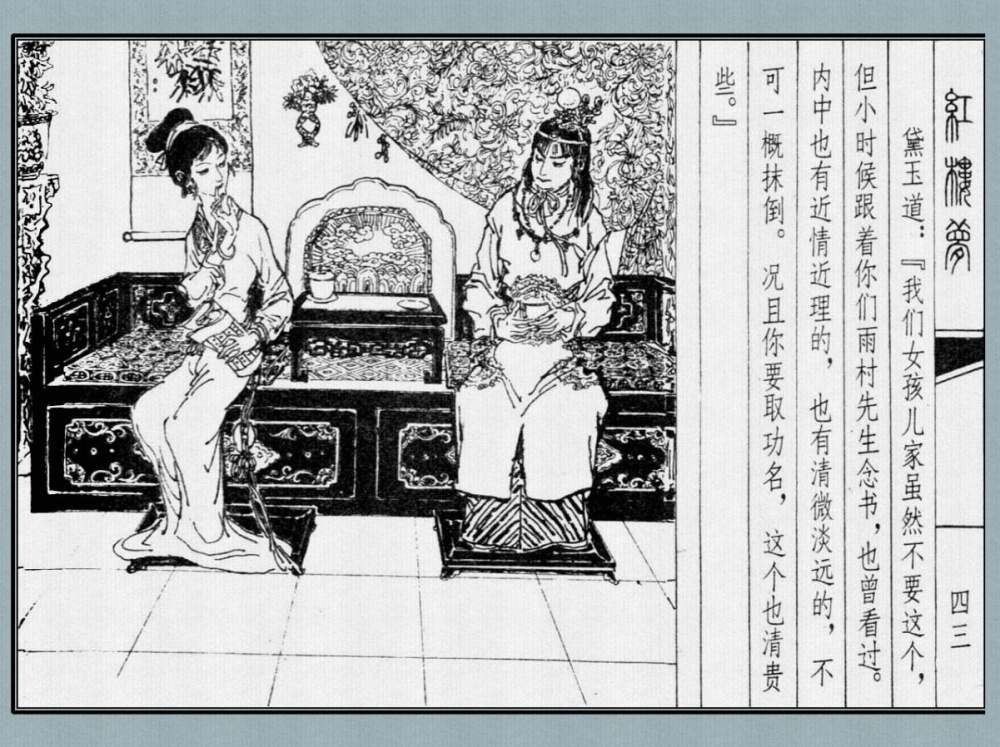 紅樓夢
黛玉道：『我们女孩儿家虽然不要这个，
但小时候跟着你们雨村先生念书，也曾看过。
内中也有近情近理的，也有清微淡远的，不
可一概抹倒。况且你要取功名，这个也清贵
些。』
四三